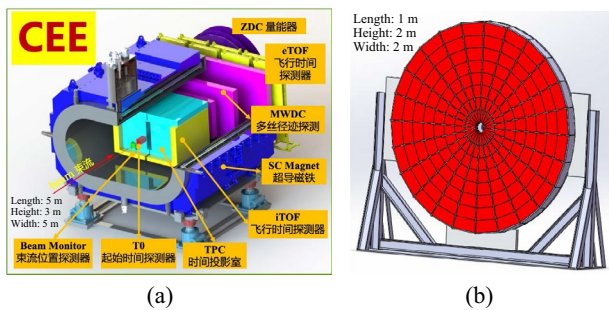 CEE
ZDC 量能器
eTOF
飞行时间
探测器
MWDC
多丝径迹探测
SC Magnet
超导磁铁
iTOF
飞行时间探测器
束流
Length: 5 m
Height: 3 m
Width: 5 m
Beam Monitor
束流位置探测器
T0
起始时间探测器
TPC
时间投影室
(a)
Length: 1 m
Height: 2 m
Width: 2 m
(b)